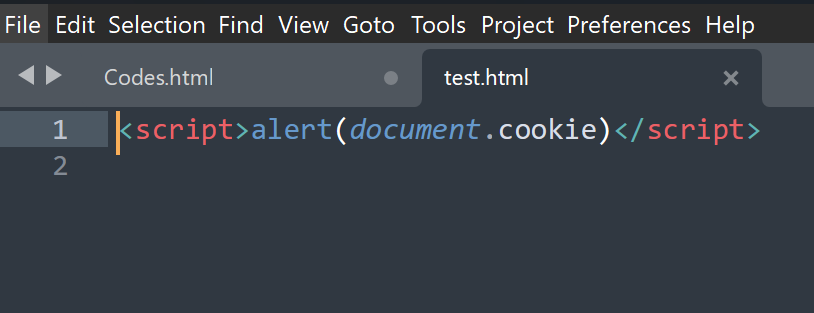 File Edit Selection Find View Goto Tools Project Preferences Help
Codes.html test.html
1 <script>alert(document.cookie)</script>
2